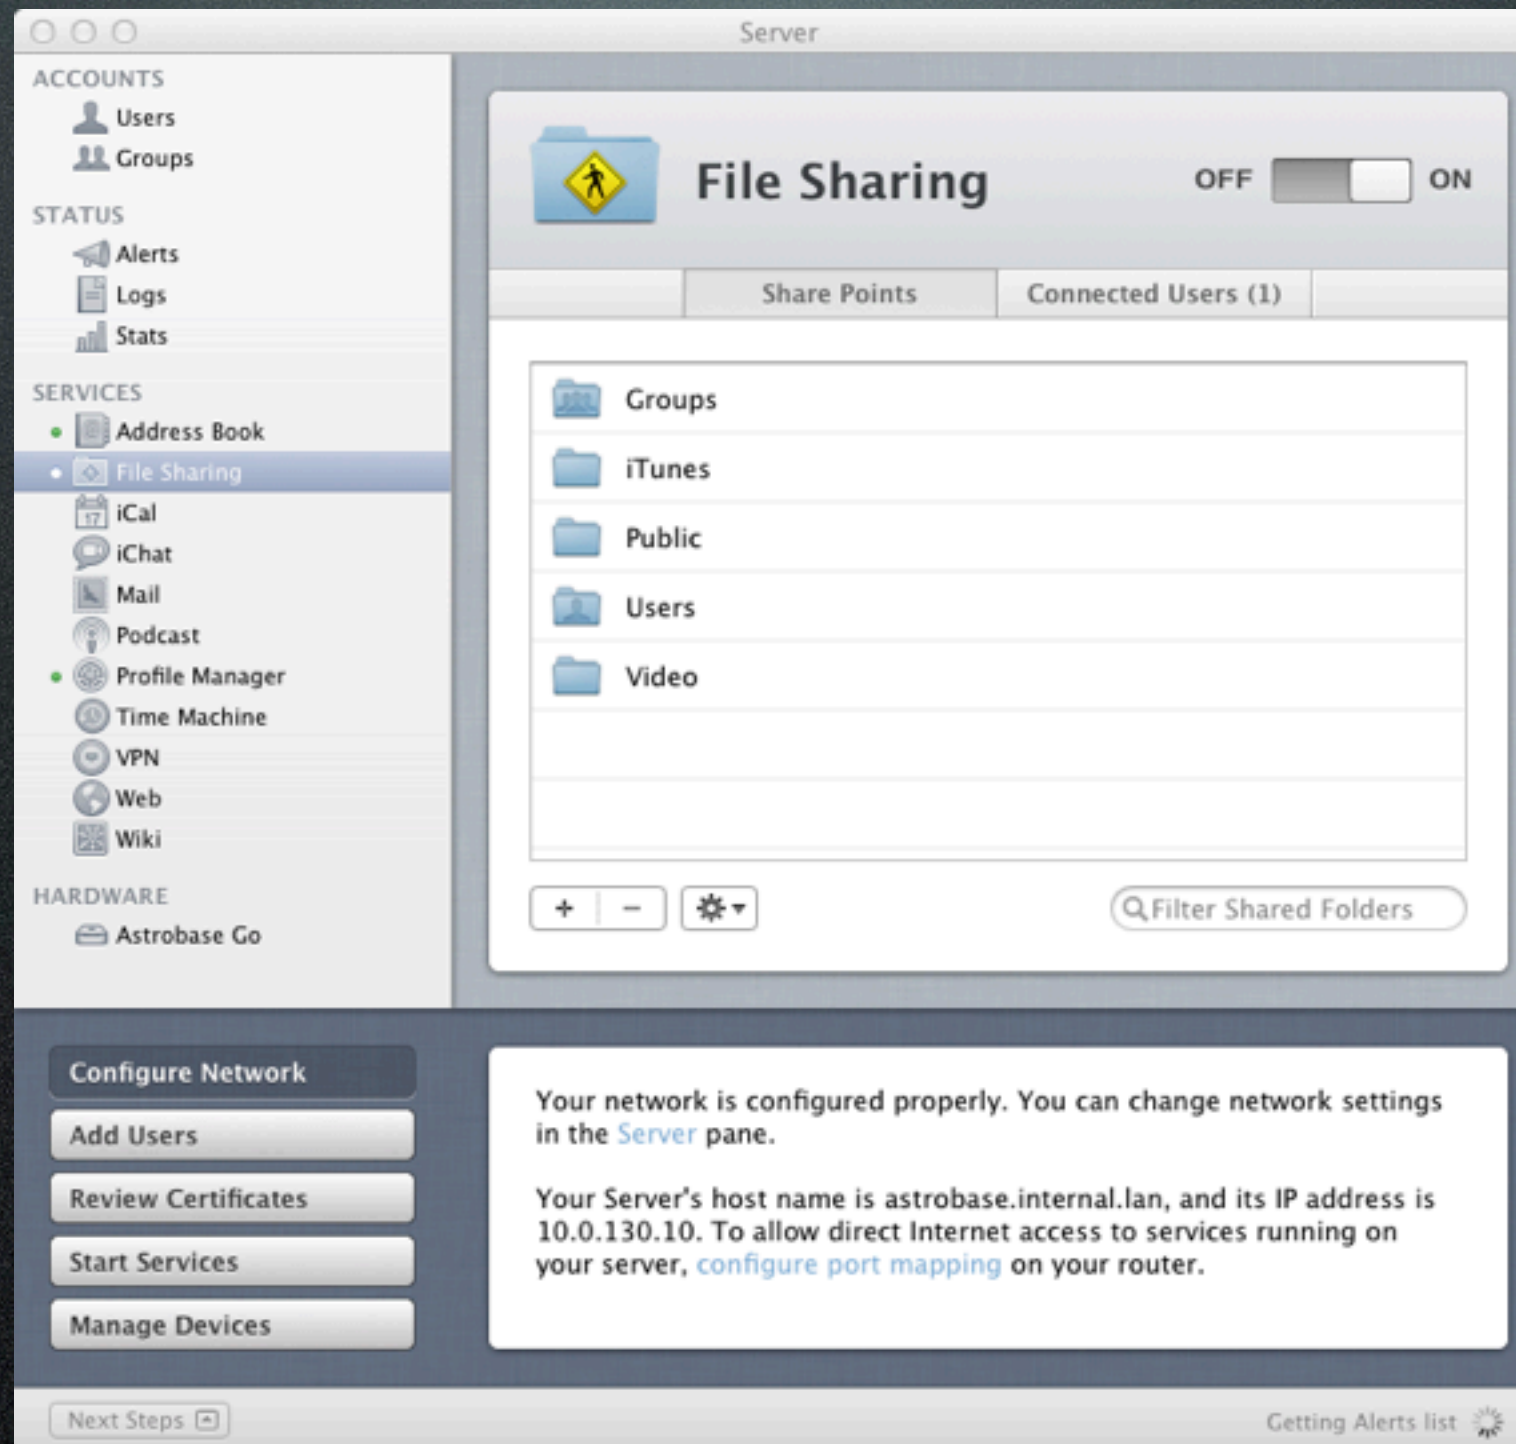 Server
ACCOUNTS
Users
Groups
STATUS
Alerts
Logs
Stats
SERVICES
Address Book
File Sharing
17
iCal
iChat
Mail
Podcast
Profile Manager
Time Machine
VPN
Web
Wiki
HARDWARE
Astrobase Go
File Sharing
OFF ON
Share Points Connected Users (1)
Groups
iTunes
Public
Users
Video
+ −
Filter Shared Folders
Configure Network
Add Users
Review Certificates
Start Services
Manage Devices
Your network is configured properly. You can change network settings
in the Server pane.
Your Server's host name is astrobase.internal.lan, and its IP address is
10.0.130.10. To allow direct Internet access to services running on
your server, configure port mapping on your router.
Next Steps
Getting Alerts list